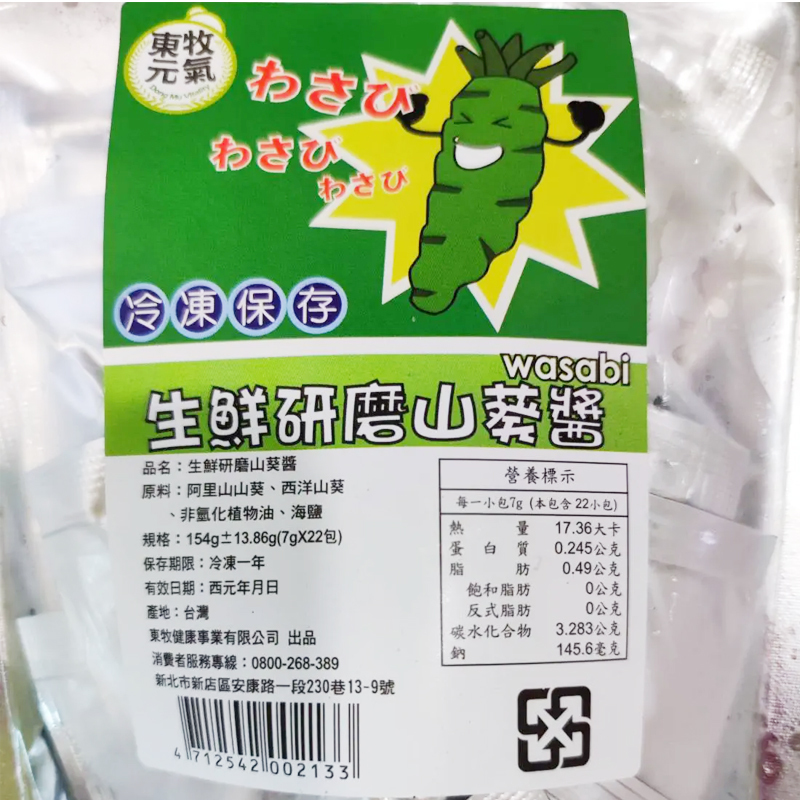 東牧
元氣
Dong Mu Vitality
わさび
わさび
わさび
冷凍保存
wasabi
生鮮研磨山葵醬
品名：生鮮研磨山葵醬
原料：阿里山山葵、西洋山葵
、非氫化植物油、海鹽
規格：154g±13.86g(7gX22包)
保存期限：冷凍一年
有效日期：西元年月日
產地：台灣
東牧健康事業有限公司 出品
消費者服務專線：0800-268-389
新北市新店區安康路一段230巷13-9號
4 712542 002133
營養標示
每一小包7g (本包含22小包)
熱量 17.36大卡
蛋白質 0.245公克
脂肪 0.49公克
飽和脂肪 0公克
反式脂肪 0公克
碳水化合物 3.283公克
鈉 145.6毫克